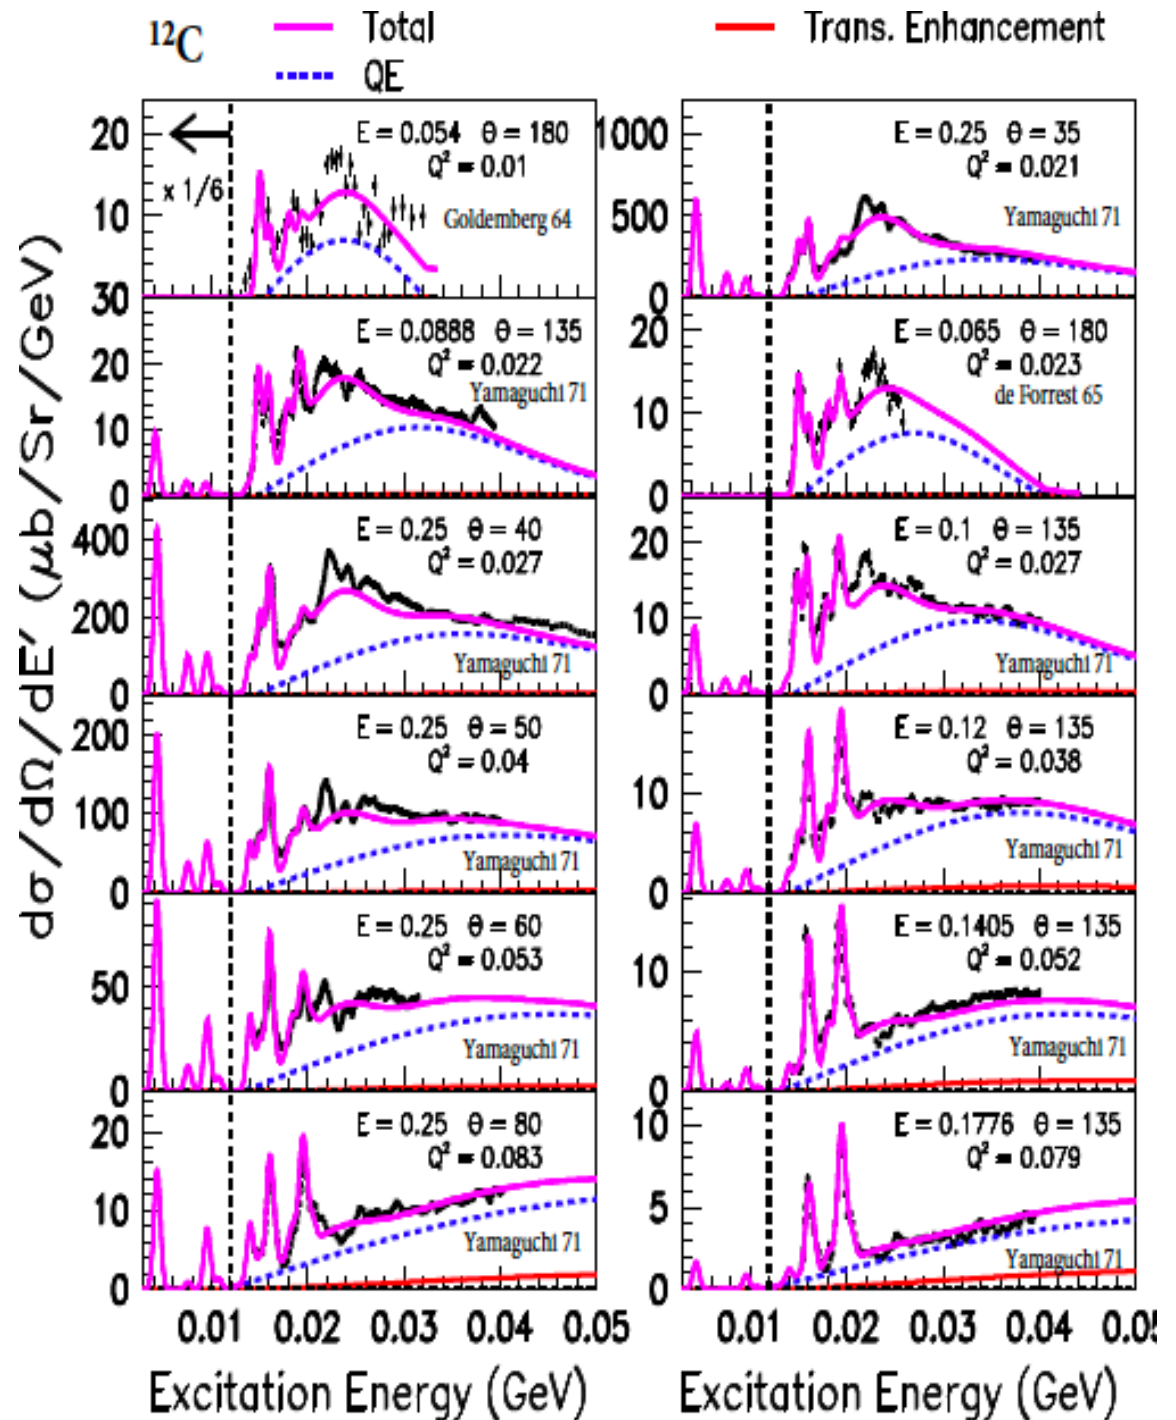 ¹²C
Total
QE
Trans. Enhancement
dσ/dΩ/dE′ (μb/Sr/GeV)
20
10
0
x 1/6
E = 0.054 θ = 180
Q² = 0.01
Goldemberg 64
1000
500
0
E = 0.25 θ = 35
Q² = 0.021
Yamaguchi 71
30
20
10
0
E = 0.0888 θ = 135
Q² = 0.022
Yamaguchi 71
20
10
0
E = 0.065 θ = 180
Q² = 0.023
de Forrest 65
400
200
0
E = 0.25 θ = 40
Q² = 0.027
Yamaguchi 71
20
10
0
E = 0.1 θ = 135
Q² = 0.027
Yamaguchi 71
200
100
0
E = 0.25 θ = 50
Q² = 0.04
Yamaguchi 71
10
0
E = 0.12 θ = 135
Q² = 0.038
Yamaguchi 71
50
0
E = 0.25 θ = 60
Q² = 0.053
Yamaguchi 71
10
0
E = 0.1405 θ = 135
Q² = 0.052
Yamaguchi 71
20
10
0
E = 0.25 θ = 80
Q² = 0.083
Yamaguchi 71
10
5
0
E = 0.1776 θ = 135
Q² = 0.079
Yamaguchi 71
0.01 0.02 0.03 0.04 0.05
0.01 0.02 0.03 0.04 0.05
Excitation Energy (GeV)
Excitation Energy (GeV)